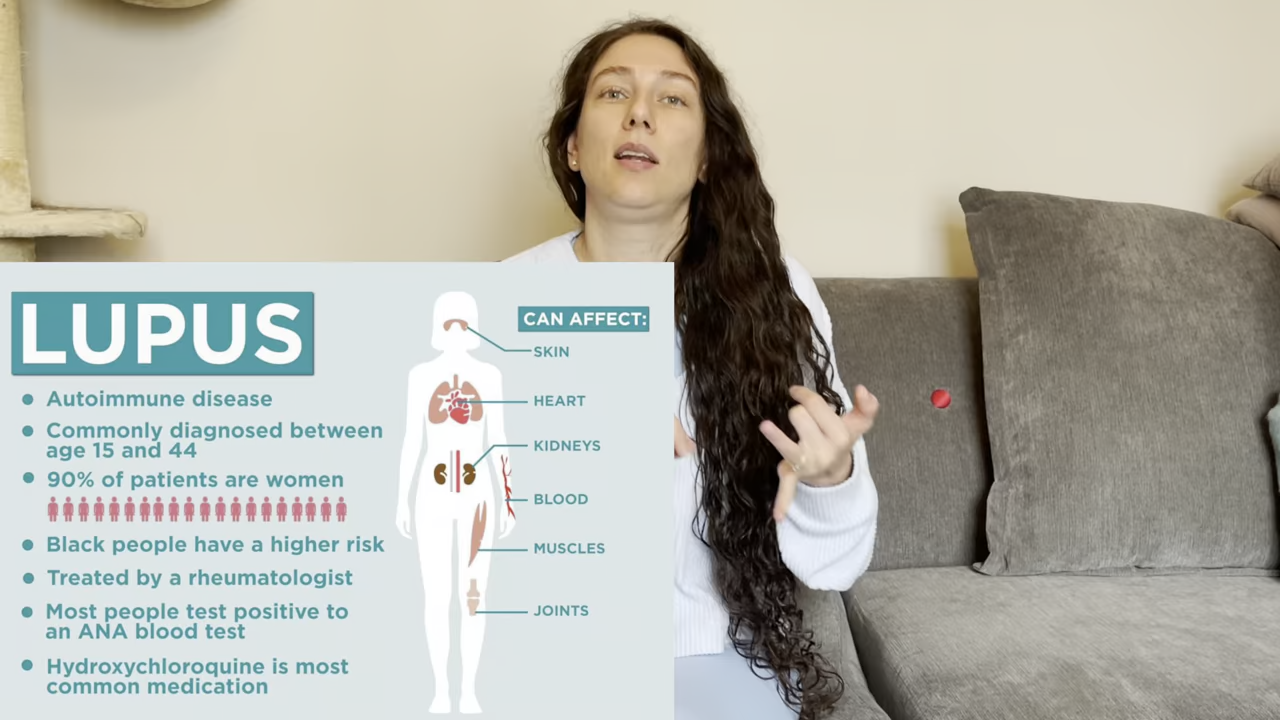 LUPUS
Autoimmune disease
Commonly diagnosed between
age 15 and 44
90% of patients are women
Black people have a higher risk
Treated by a rheumatologist
Most people test positive to
an ANA blood test
Hydroxychloroquine is most
common medication
CAN AFFECT:
SKIN
HEART
KIDNEYS
BLOOD
MUSCLES
JOINTS